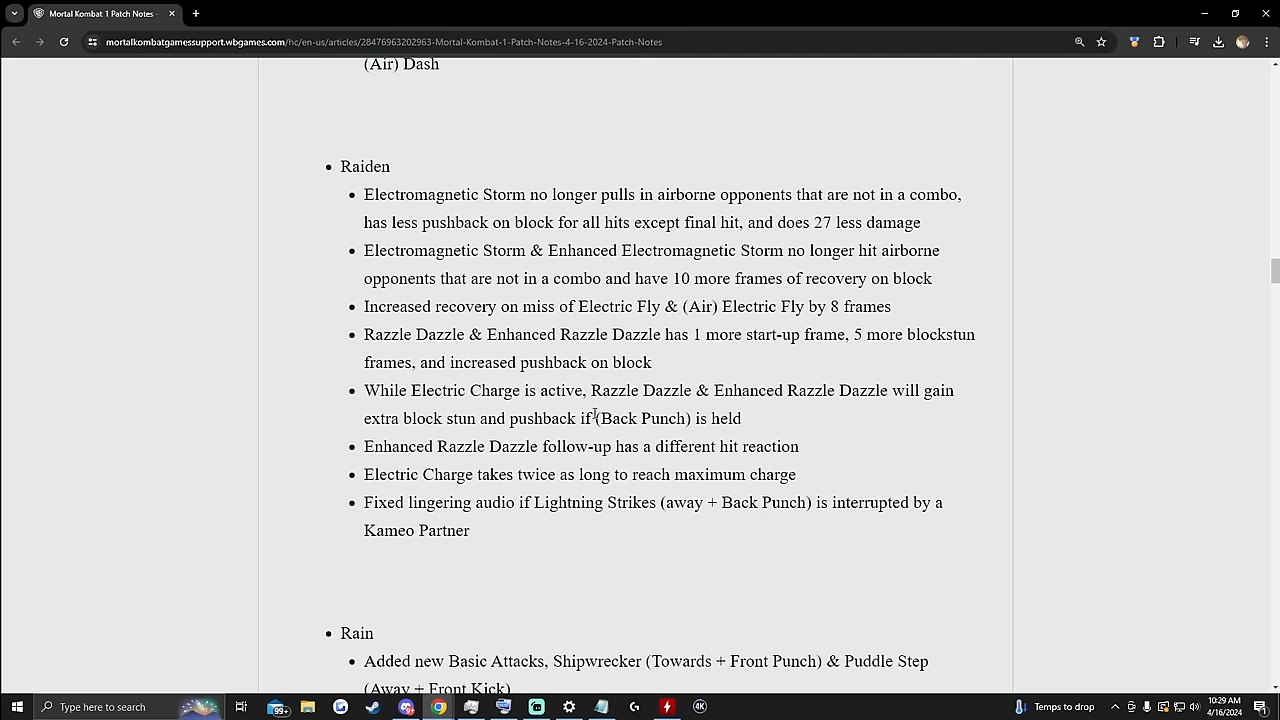 Mortal Kombat 1 Patch Notes -
mortalkombatgamessupport.wbgames.com/hc/en-us/articles/28476963202963-Mortal-Kombat-1-Patch-Notes-4-16-2024-Patch-Notes
(Air) Dash
Raiden
Electromagnetic Storm no longer pulls in airborne opponents that are not in a combo,
has less pushback on block for all hits except final hit, and does 27 less damage
Electromagnetic Storm & Enhanced Electromagnetic Storm no longer hit airborne
opponents that are not in a combo and have 10 more frames of recovery on block
Increased recovery on miss of Electric Fly & (Air) Electric Fly by 8 frames
Razzle Dazzle & Enhanced Razzle Dazzle has 1 more start-up frame, 5 more blockstun
frames, and increased pushback on block
While Electric Charge is active, Razzle Dazzle & Enhanced Razzle Dazzle will gain
extra block stun and pushback if (Back Punch) is held
Enhanced Razzle Dazzle follow-up has a different hit reaction
Electric Charge takes twice as long to reach maximum charge
Fixed lingering audio if Lightning Strikes (away + Back Punch) is interrupted by a
Kameo Partner
Rain
Added new Basic Attacks, Shipwrecker (Towards + Front Punch) & Puddle Step
(Away + Front Kick)
Type here to search
99+
4K
Temps to drop
10:29 AM
4/16/2024